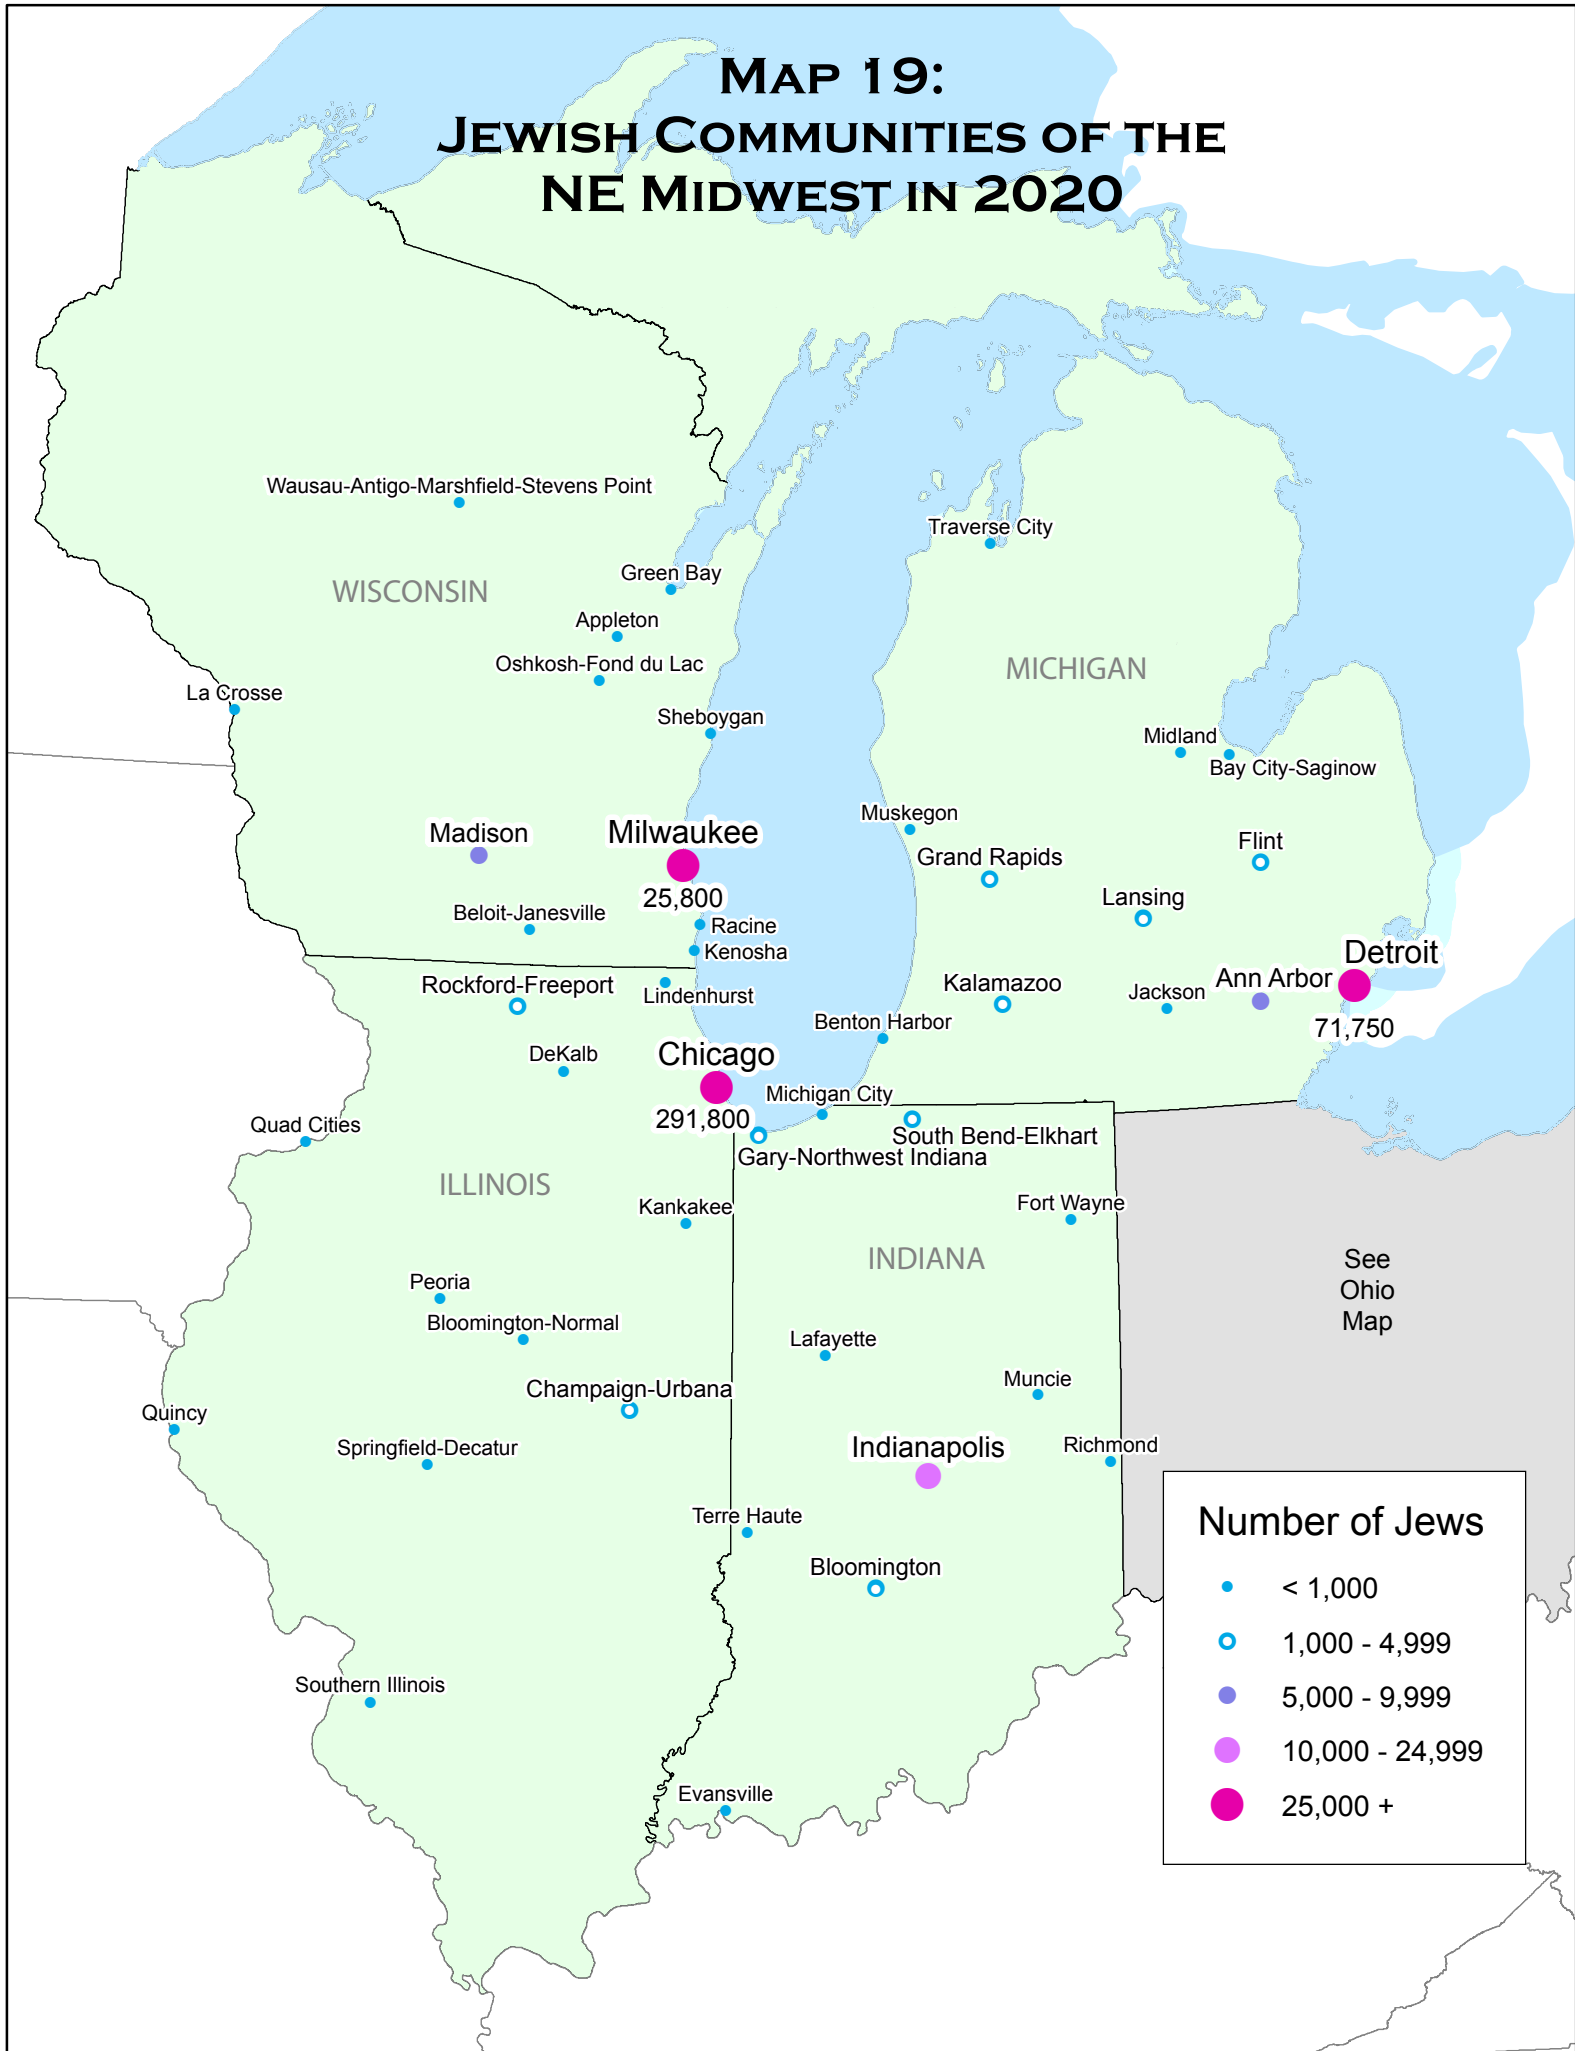 MAP 19:
JEWISH COMMUNITIES OF THE
NE MIDWEST IN 2020
Wausau-Antigo-Marshfield-Stevens Point
Traverse City
Green Bay
WISCONSIN
Appleton
Oshkosh-Fond du Lac
MICHIGAN
La Crosse
Sheboygan
Midland
Bay City-Saginow
Muskegon
Madison
Milwaukee
Flint
Grand Rapids
25,800
Lansing
Beloit-Janesville
Racine
Kenosha
Detroit
Ann Arbor
Rockford-Freeport
Kalamazoo
Jackson
Lindenhurst
Benton Harbor
71,750
DeKalb
Chicago
Michigan City
291,800
Quad Cities
South Bend-Elkhart
Gary-Northwest Indiana
ILLINOIS
Kankakee
Fort Wayne
INDIANA
See
Ohio
Map
Peoria
Bloomington-Normal
Lafayette
Muncie
Champaign-Urbana
Quincy
Springfield-Decatur
Indianapolis
Richmond
Terre Haute
Bloomington
Southern Illinois
Evansville
Number of Jews
< 1,000
1,000 - 4,999
5,000 - 9,999
10,000 - 24,999
25,000 +